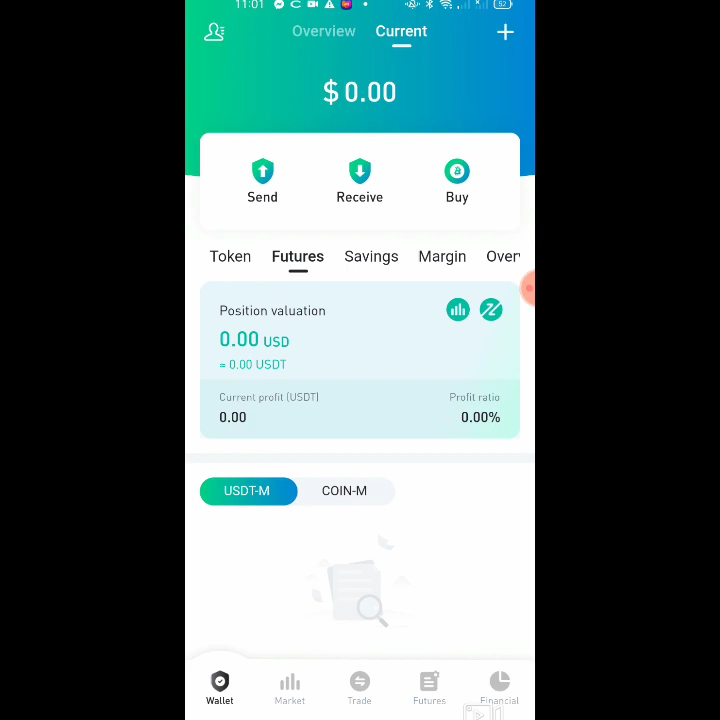 11:01 52
Overview Current
$ 0.00
Send Receive Buy
Token Futures Savings Margin Over
Position valuation
0.00 USD
≈ 0.00 USDT
Current profit (USDT) Profit ratio
0.00 0.00%
USDT-M COIN-M
Wallet Market Trade Futures Financial